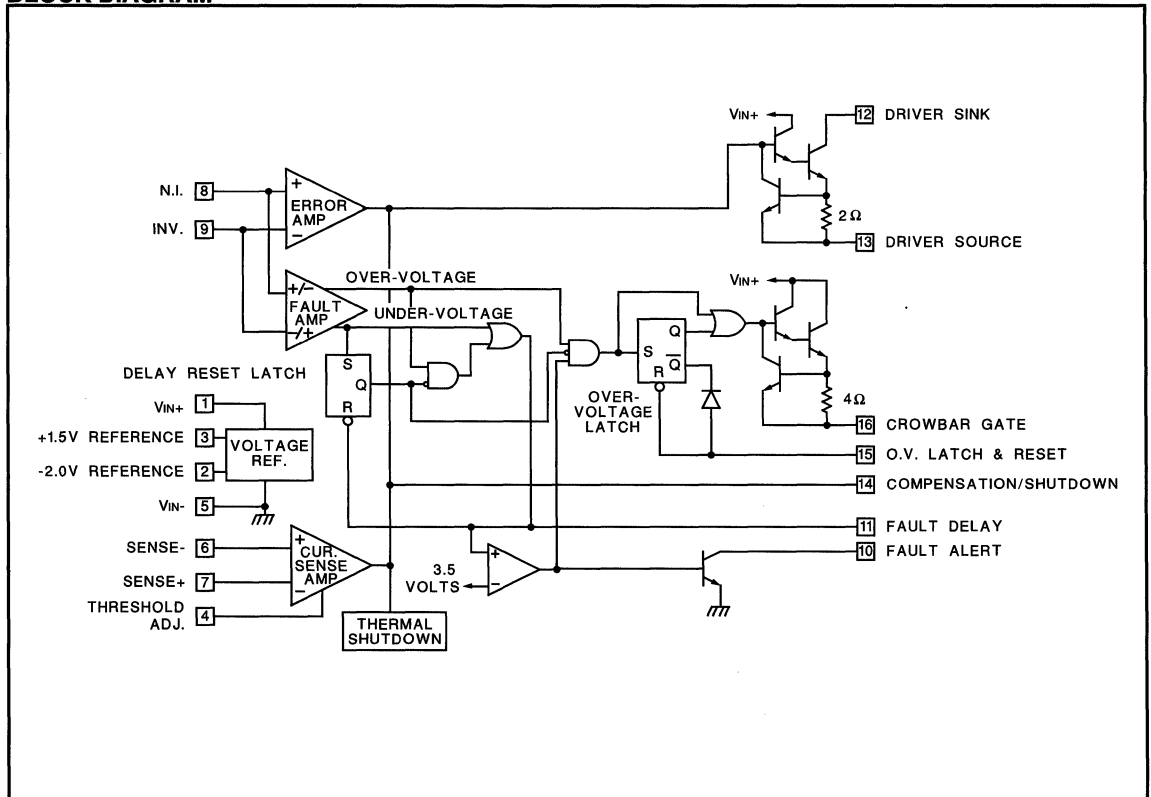 VIN+
12 DRIVER SINK
N.I. 8
+
ERROR
AMP
−
INV. 9
2Ω
13 DRIVER SOURCE
OVER-VOLTAGE
VIN+
+/−
FAULT
AMP
−/+
UNDER-VOLTAGE
S
Q
R
S
Q
Q̅
R
DELAY RESET LATCH
OVER-
VOLTAGE
LATCH
4Ω
VIN+ 1
16 CROWBAR GATE
+1.5V REFERENCE 3
VOLTAGE
REF.
15 O.V. LATCH & RESET
-2.0V REFERENCE 2
14 COMPENSATION/SHUTDOWN
VIN- 5
11 FAULT DELAY
SENSE- 6
+
CUR.
SENSE
AMP
−
10 FAULT ALERT
+
3.5
VOLTS
−
SENSE+ 7
THRESHOLD
ADJ. 4
THERMAL
SHUTDOWN